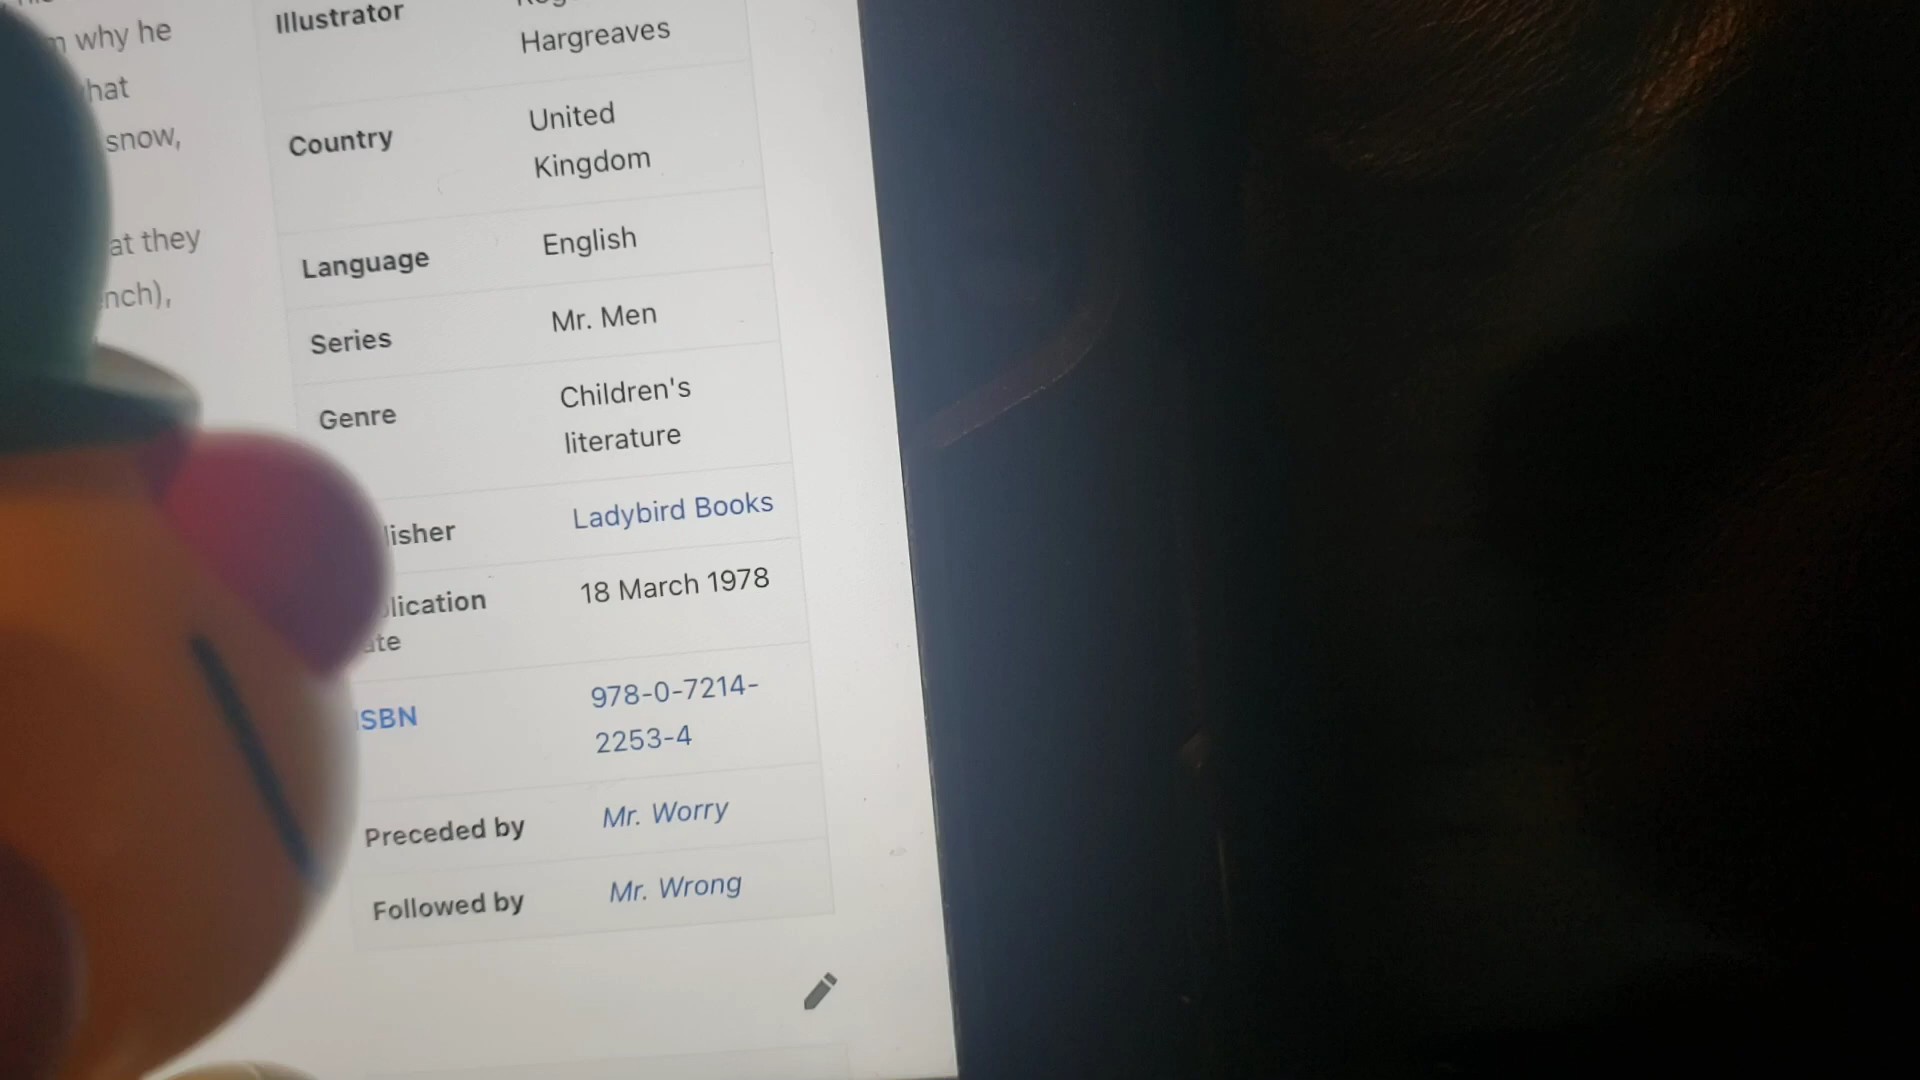 why he
hat
snow,
at they
nch),
Illustrator
Hargreaves
Country
United
Kingdom
Language
English
Series
Mr. Men
Genre
Children's
literature
lisher
Ladybird Books
lication
ate
18 March 1978
ISBN
978-0-7214-
2253-4
Preceded by
Mr. Worry
Followed by
Mr. Wrong